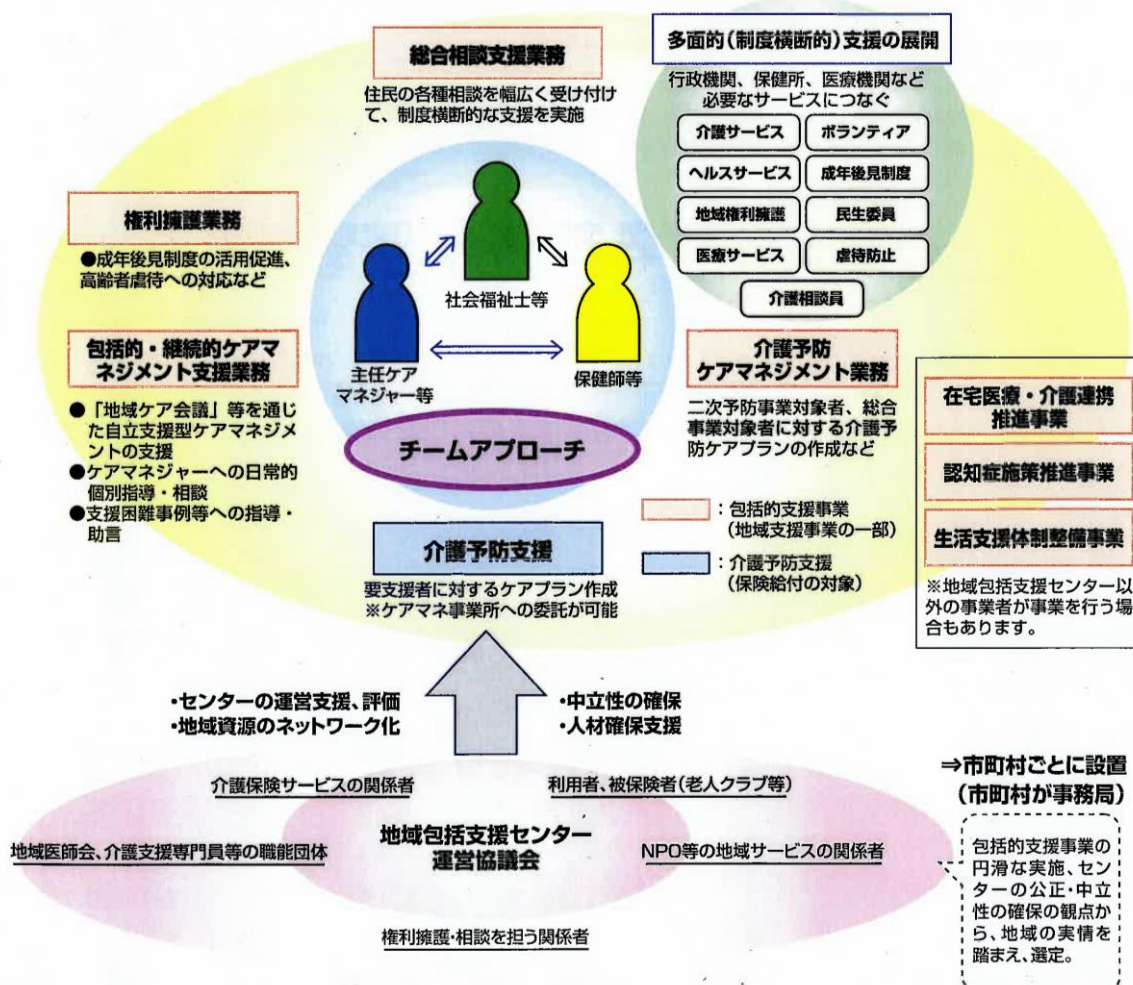 総合相談支援業務
住民の各種相談を幅広く受け付け
て、制度横断的な支援を実施
多面的(制度横断的)支援の展開
行政機関、保健所、医療機関など
必要なサービスにつなぐ
介護サービス
ボランティア
ヘルスサービス
成年後見制度
地域権利擁護
民生委員
医療サービス
虐待防止
介護相談員
権利擁護業務
●成年後見制度の活用促進、
高齢者虐待への対応など
社会福祉士等
主任ケア
マネジャー等
保健師等
チームアプローチ
包括的・継続的ケアマ
ネジメント支援業務
●「地域ケア会議」等を通じ
た自立支援型ケアマネジメ
ントの支援
●ケアマネジャーへの日常的
個別指導・相談
●支援困難事例等への指導・
助言
介護予防
ケアマネジメント業務
二次予防事業対象者、総合
事業対象者に対する介護予
防ケアプランの作成など
在宅医療・介護連携
推進事業
認知症施策推進事業
生活支援体制整備事業
※地域包括支援センター以
外の事業者が事業を行う場
合もあります。
:包括的支援事業
(地域支援事業の一部)
:介護予防支援
(保険給付の対象)
介護予防支援
要支援者に対するケアプラン作成
※ケアマネ事業所への委託が可能
・センターの運営支援、評価
・地域資源のネットワーク化
・中立性の確保
・人材確保支援
介護保険サービスの関係者
利用者、被保険者(老人クラブ等)
地域医師会、介護支援専門員等の職能団体
地域包括支援センター
運営協議会
NPO等の地域サービスの関係者
権利擁護・相談を担う関係者
⇒市町村ごとに設置
(市町村が事務局)
包括的支援事業の
円滑な実施、セン
ターの公正・中立
性の確保の観点か
ら、地域の実情を
踏まえ、選定。